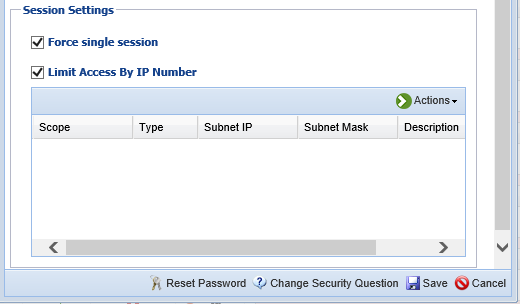 Session Settings
Force single session
Limit Access By IP Number
Actions
Scope Type Subnet IP Subnet Mask Description
Reset Password Change Security Question Save Cancel